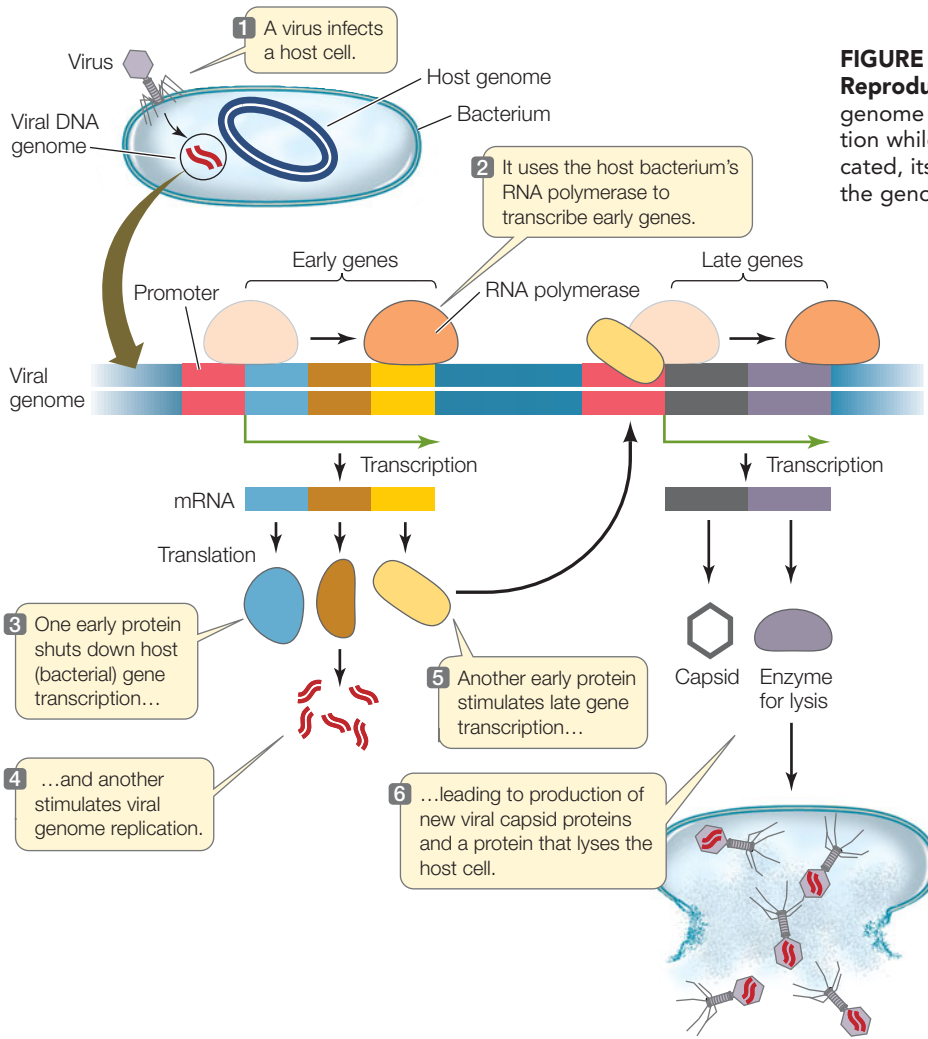 1 A virus infects
a host cell.
Virus
Host genome
Viral DNA
genome
Bacterium
FIGURE
Reprodu
genome
tion while
cated, its
the geno
2 It uses the host bacterium's
RNA polymerase to
transcribe early genes.
Early genes
Late genes
Promoter
RNA polymerase
Viral
genome
Transcription
Transcription
mRNA
Translation
3 One early protein
shuts down host
(bacterial) gene
transcription…
5 Another early protein
stimulates late gene
transcription…
Capsid
Enzyme
for lysis
4 …and another
stimulates viral
genome replication.
6 …leading to production of
new viral capsid proteins
and a protein that lyses the
host cell.